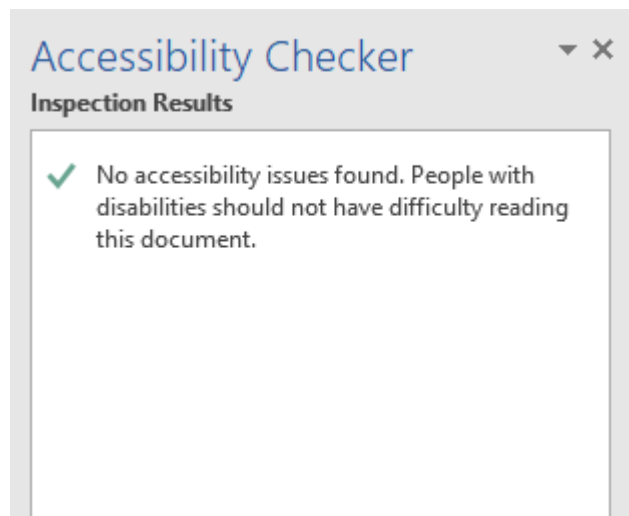 Accessibility Checker
Inspection Results
No accessibility issues found. People with
disabilities should not have difficulty reading
this document.